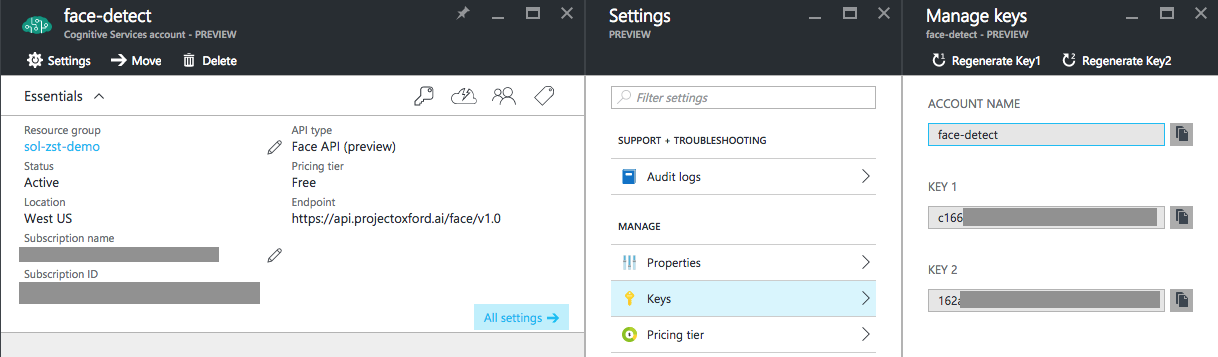 face-detect
Cognitive Services account - PREVIEW
Settings
Move
Delete
Essentials
Resource group
sol-zst-demo
Status
Active
Location
West US
Subscription name
Subscription ID
API type
Face API (preview)
Pricing tier
Free
Endpoint
https://api.projectoxford.ai/face/v1.0
All settings
Settings
PREVIEW
Filter settings
SUPPORT + TROUBLESHOOTING
Audit logs
MANAGE
Properties
Keys
Pricing tier
Manage keys
face-detect - PREVIEW
Regenerate Key1
Regenerate Key2
ACCOUNT NAME
face-detect
KEY 1
c166
KEY 2
162a